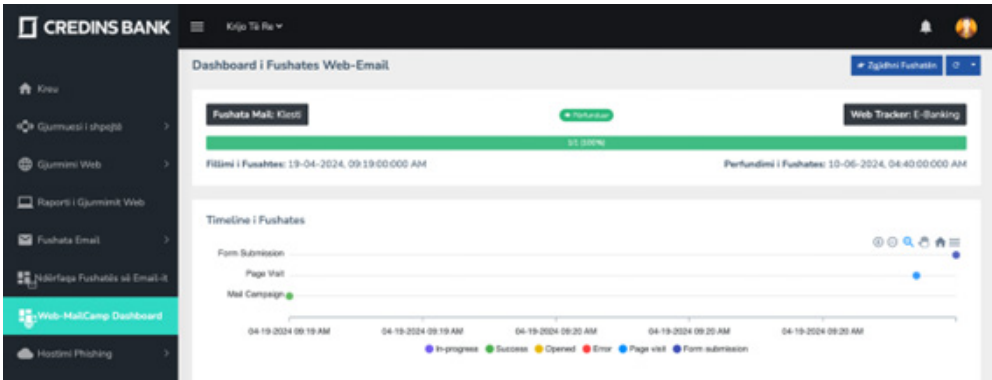 CREDINS BANK
Krijo Të Re
Dashboard i Fushates Web-Email
Zgjidhni Fushatën
Kreu
Gjurmuesi i shpejtë
Gjurmimi Web
Raporti i Gjurmimit Web
Fushata Email
Ndërfaqa Fushatës së Email-it
Web-MailCamp Dashboard
Hostimi Phishing
Fushata Mail: Klesti
Përfunduar
Web Tracker: E-Banking
1/1 (100%)
Fillimi i Fusahtes: 19-04-2024, 09:19:00:000 AM
Perfundimi i Fushates: 10-06-2024, 04:40:00:000 AM
Timeline i Fushates
Form Submission
Page Visit
Mail Campaign
04-19-2024 09:19 AM
04-19-2024 09:19 AM
04-19-2024 09:20 AM
04-19-2024 09:20 AM
04-19-2024 09:20 AM
In-progress
Success
Opened
Error
Page visit
Form submission